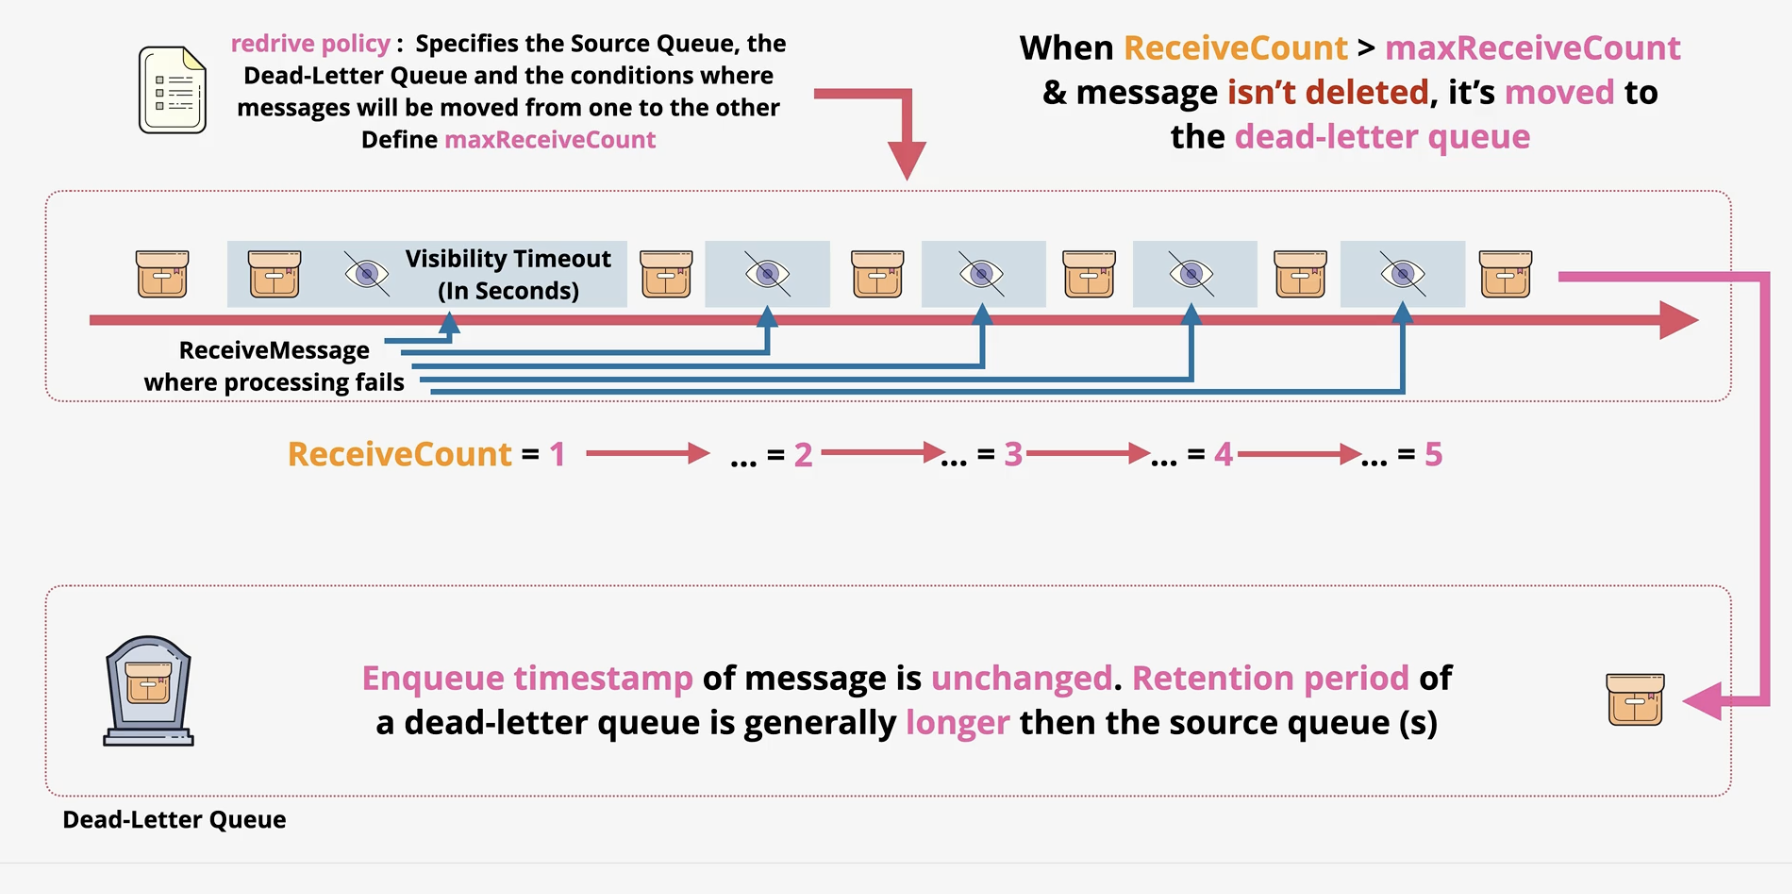 redrive policy : Specifies the Source Queue, the
Dead-Letter Queue and the conditions where
messages will be moved from one to the other
Define maxReceiveCount
When ReceiveCount > maxReceiveCount
& message isn’t deleted, it’s moved to
the dead-letter queue
Visibility Timeout
(In Seconds)
ReceiveMessage
where processing fails
ReceiveCount = 1 ... = 2 ... = 3 ... = 4 ... = 5
Enqueue timestamp of message is unchanged. Retention period of
a dead-letter queue is generally longer then the source queue (s)
Dead-Letter Queue